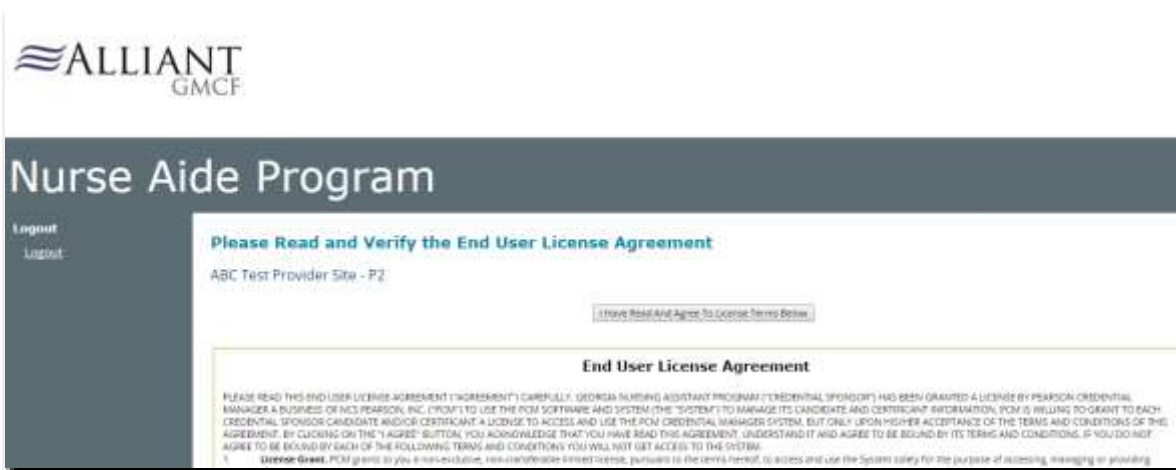 ALLIANT
GMCF
Nurse Aide Program
Logout
Logout
Please Read and Verify the End User License Agreement
ABC Test Provider Site - P2
I Have Read And Agree To License Terms Below
End User License Agreement
PLEASE READ THIS END USER LICENSE AGREEMENT ("AGREEMENT") CAREFULLY. GEORGIA NURSING ASSISTANT PROGRAM ("CREDENTIAL SPONSOR") HAS BEEN GRANTED A LICENSE BY PEARSON CREDENTIAL
MANAGER A BUSINESS OF NCS PEARSON, INC. ("PCM") TO USE THE PCM SOFTWARE AND SYSTEM (THE "SYSTEM") TO MANAGE ITS CANDIDATE AND CERTIFICANT INFORMATION. PCM IS WILLING TO GRANT TO EACH
CREDENTIAL SPONSOR CANDIDATE AND/OR CERTIFICANT A LICENSE TO ACCESS AND USE THE PCM CREDENTIAL MANAGER SYSTEM, BUT ONLY UPON HIS/HER ACCEPTANCE OF THE TERMS AND CONDITIONS OF THIS
AGREEMENT. BY CLICKING ON THE "I AGREE" BUTTON, YOU ACKNOWLEDGE THAT YOU HAVE READ THIS AGREEMENT, UNDERSTAND IT AND AGREE TO BE BOUND BY ITS TERMS AND CONDITIONS. IF YOU DO NOT
AGREE TO BE BOUND BY EACH OF THE FOLLOWING TERMS AND CONDITIONS YOU WILL NOT GET ACCESS TO THE SYSTEM.
1. License Grant. PCM grants to you a non-exclusive, non-transferable limited license, pursuant to the terms hereof, to access and use the System solely for the purpose of accessing, managing or providing